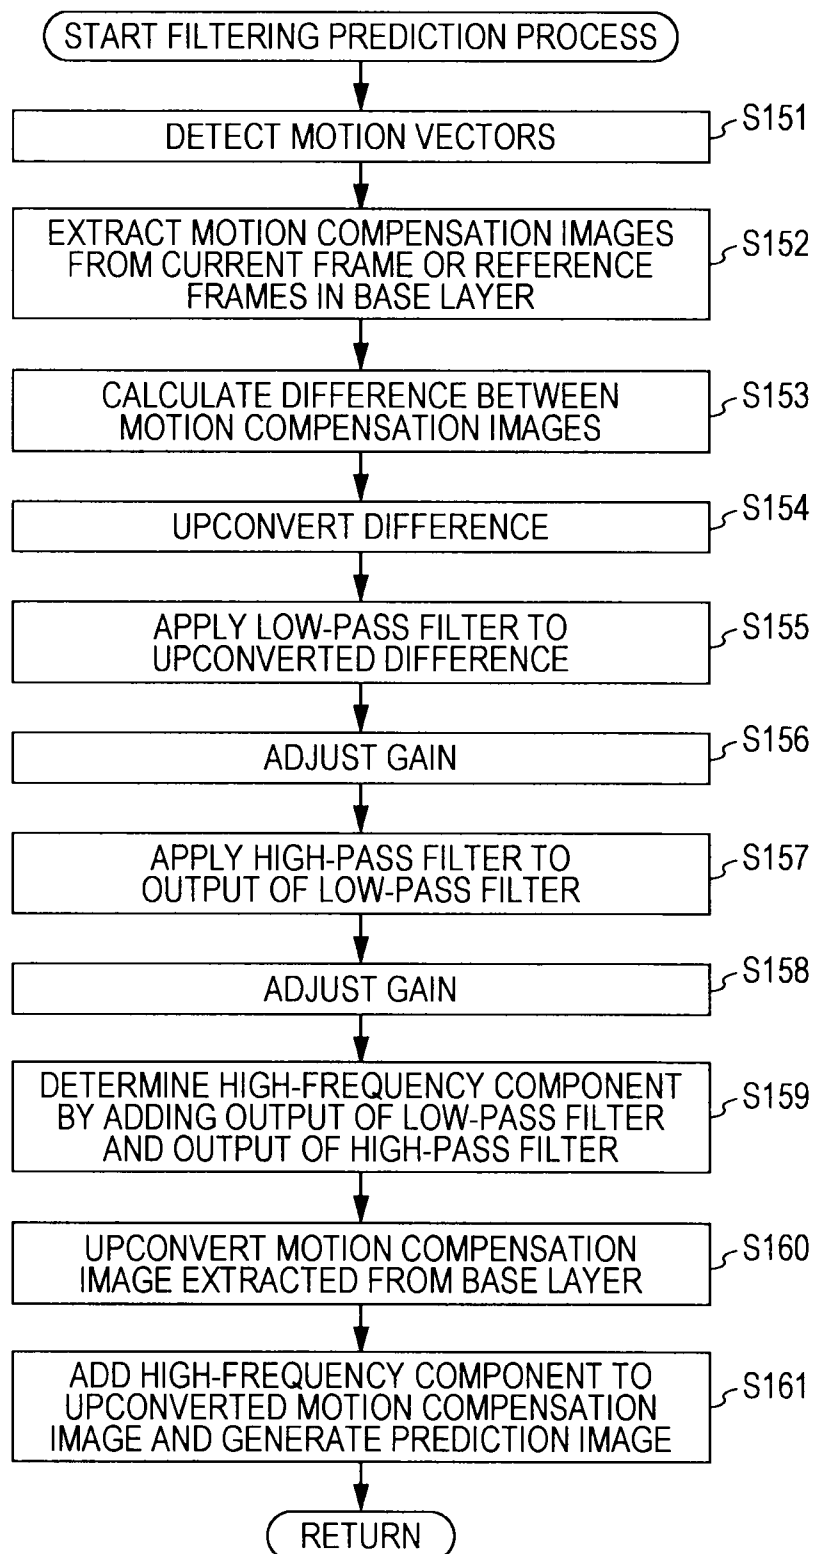 START FILTERING PREDICTION PROCESS
S151
DETECT MOTION VECTORS
S152
EXTRACT MOTION COMPENSATION IMAGES
FROM CURRENT FRAME OR REFERENCE
FRAMES IN BASE LAYER
S153
CALCULATE DIFFERENCE BETWEEN
MOTION COMPENSATION IMAGES
S154
UPCONVERT DIFFERENCE
S155
APPLY LOW-PASS FILTER TO
UPCONVERTED DIFFERENCE
S156
ADJUST GAIN
S157
APPLY HIGH-PASS FILTER TO
OUTPUT OF LOW-PASS FILTER
S158
ADJUST GAIN
S159
DETERMINE HIGH-FREQUENCY COMPONENT
BY ADDING OUTPUT OF LOW-PASS FILTER
AND OUTPUT OF HIGH-PASS FILTER
S160
UPCONVERT MOTION COMPENSATION
IMAGE EXTRACTED FROM BASE LAYER
S161
ADD HIGH-FREQUENCY COMPONENT TO
UPCONVERTED MOTION COMPENSATION
IMAGE AND GENERATE PREDICTION IMAGE
RETURN